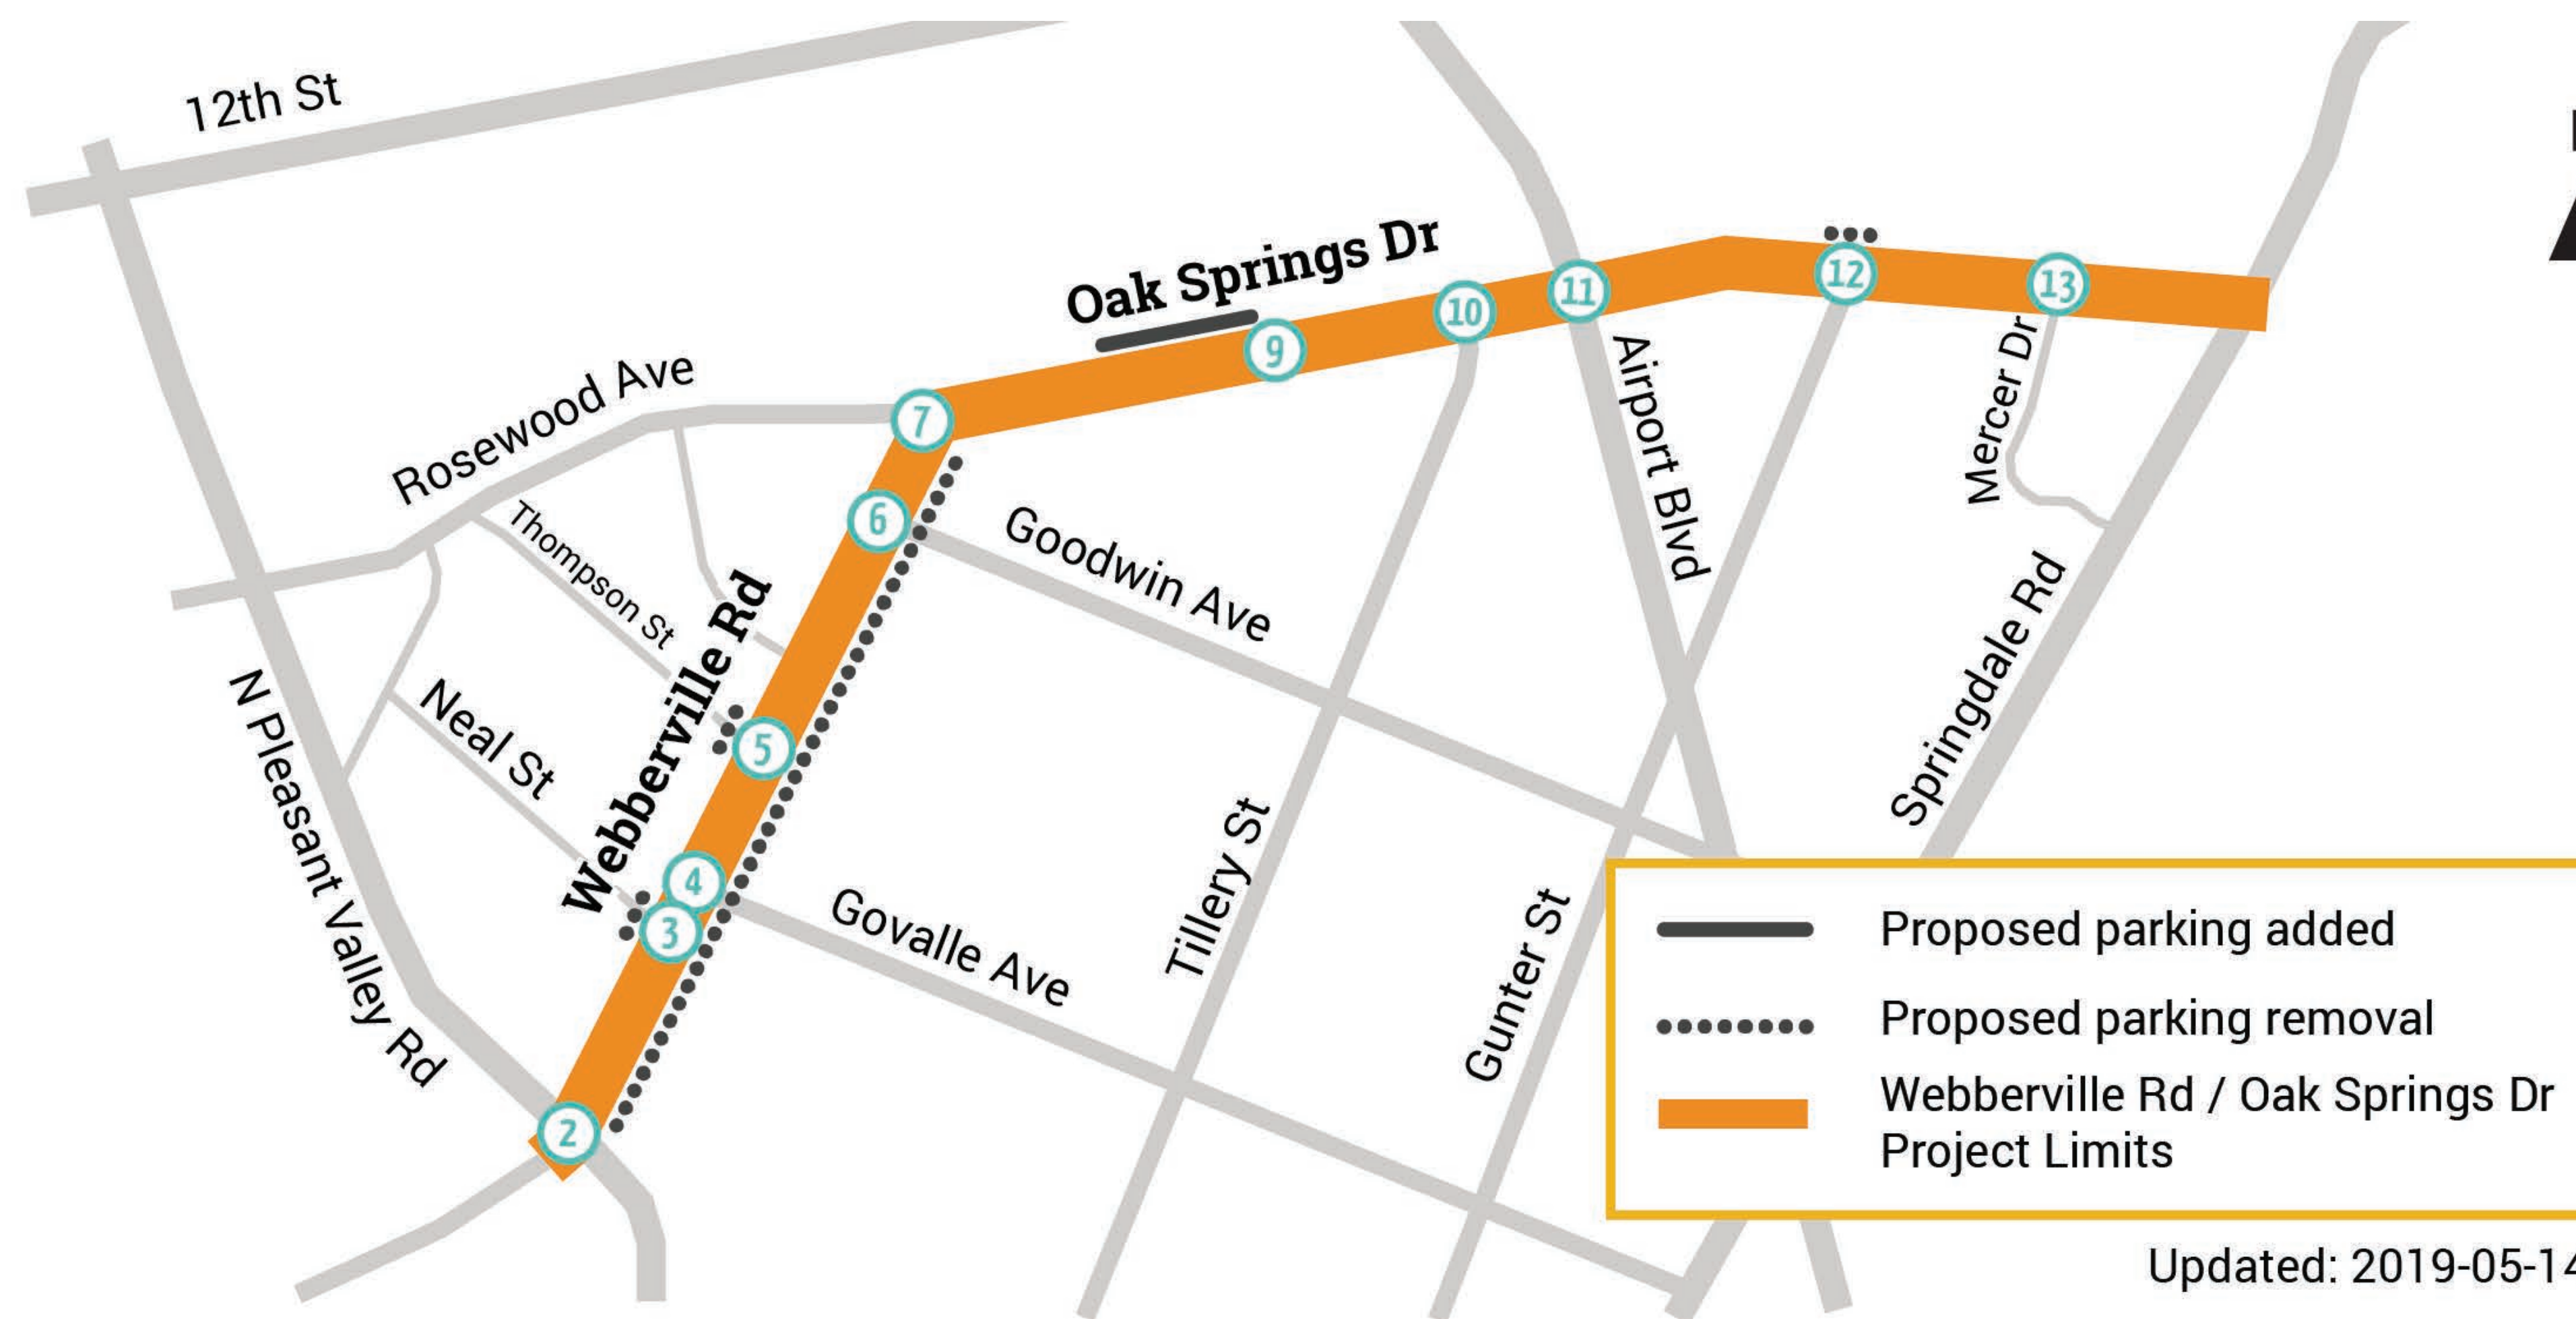 12th St
Oak Springs Dr
Rosewood Ave
Thompson St
Webberville Rd
Neal St
N Pleasant Valley Rd
Goodwin Ave
Govalle Ave
Tillery St
Gunter St
Airport Blvd
Mercer Dr
Springdale Rd
2
3
4
5
6
7
9
10
11
12
13
Proposed parking added
Proposed parking removal
Webberville Rd / Oak Springs Dr
Project Limits
Updated: 2019-05-14